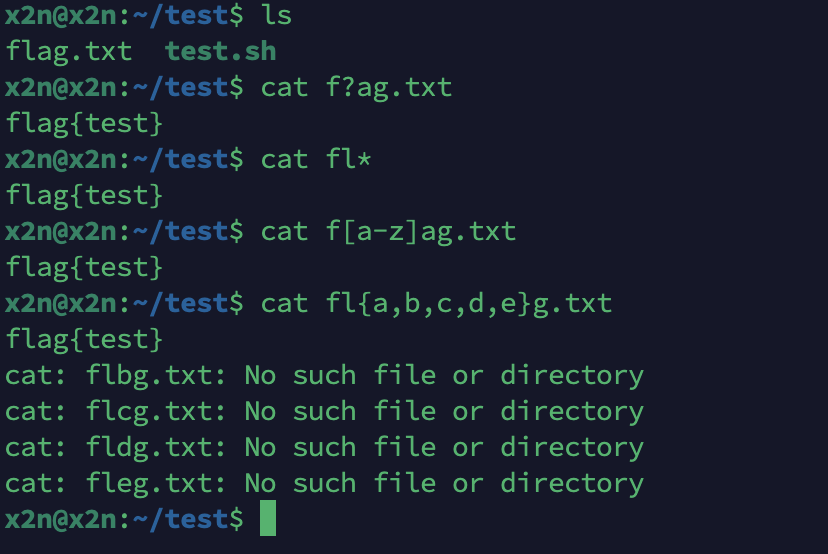 x2n@x2n:~/test$ ls
flag.txt  test.sh
x2n@x2n:~/test$ cat f?ag.txt
flag{test}
x2n@x2n:~/test$ cat fl*
flag{test}
x2n@x2n:~/test$ cat f[a-z]ag.txt
flag{test}
x2n@x2n:~/test$ cat fl{a,b,c,d,e}g.txt
flag{test}
cat: flbg.txt: No such file or directory
cat: flcg.txt: No such file or directory
cat: fldg.txt: No such file or directory
cat: fleg.txt: No such file or directory
x2n@x2n:~/test$